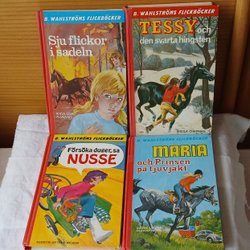 B. WAHLSTRÖMS FLICKBÖCKER
Sju flickor
i sadeln
B. WAHLSTRÖMS FLICKBÖCKER
TESSY och
den svarta hingsten
B. WAHLSTRÖMS FLICKBÖCKER
Försöka duger, sa
NUSSE
B. WAHLSTRÖMS FLICKBÖCKER
MARIA
och Prinsen
på ljuvjakt